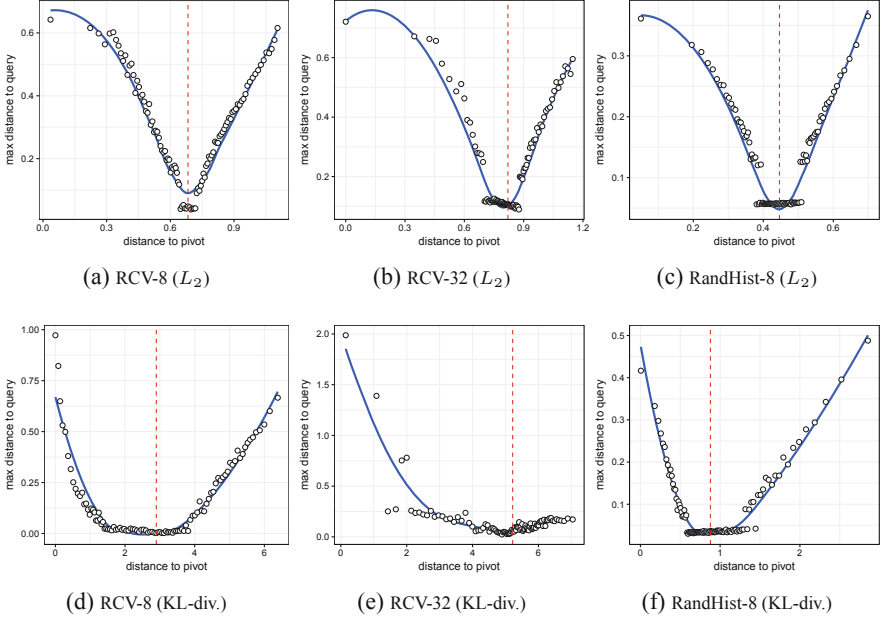 max distance to query
0.6
0.4
0.2
0.0 0.3 0.6 0.9
distance to pivot
(a) RCV-8 (L₂)
max distance to query
0.6
0.4
0.2
0.0 0.3 0.6 0.9 1.2
distance to pivot
(b) RCV-32 (L₂)
max distance to query
0.3
0.2
0.1
0.2 0.4 0.6
distance to pivot
(c) RandHist-8 (L₂)
max distance to query
1.00
0.75
0.50
0.25
0.00
0 2 4 6
distance to pivot
(d) RCV-8 (KL-div.)
max distance to query
2.0
1.5
1.0
0.5
0.0
0 2 4 6
distance to pivot
(e) RCV-32 (KL-div.)
max distance to query
0.5
0.4
0.3
0.2
0.1
0 1 2
distance to pivot
(f) RandHist-8 (KL-div.)